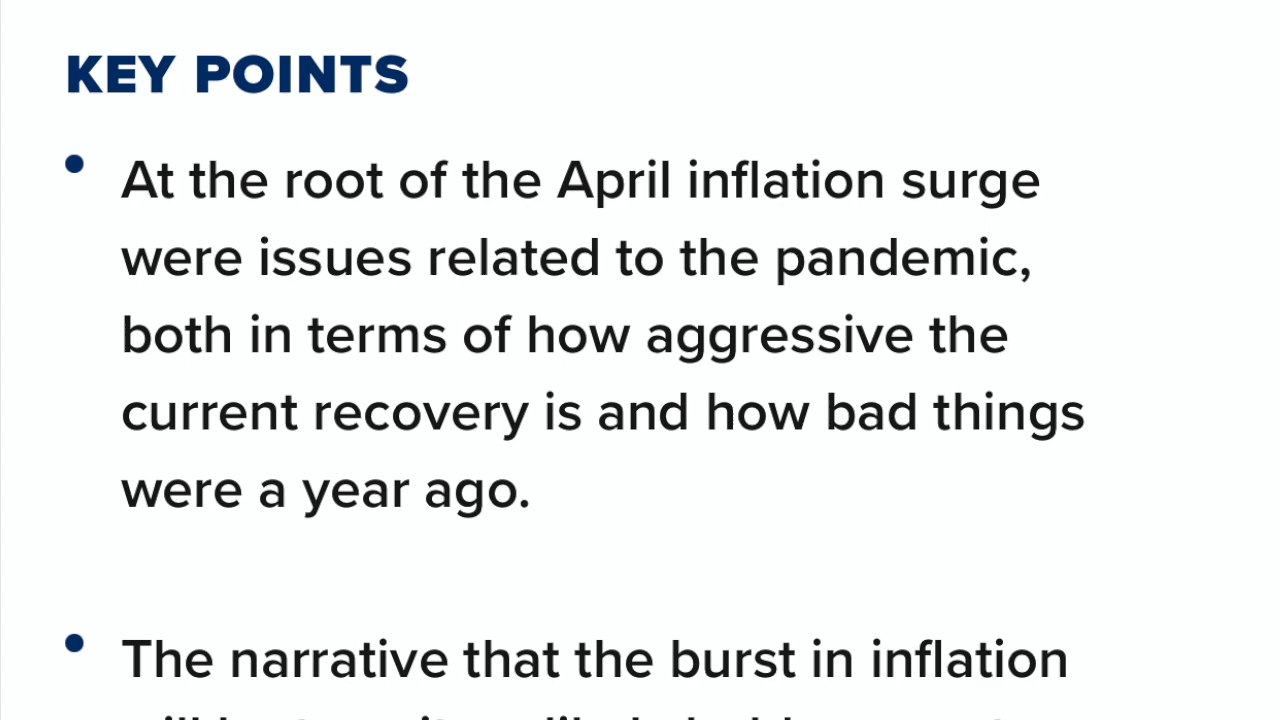 KEY POINTS
At the root of the April inflation surge
were issues related to the pandemic,
both in terms of how aggressive the
current recovery is and how bad things
were a year ago.
The narrative that the burst in inflation